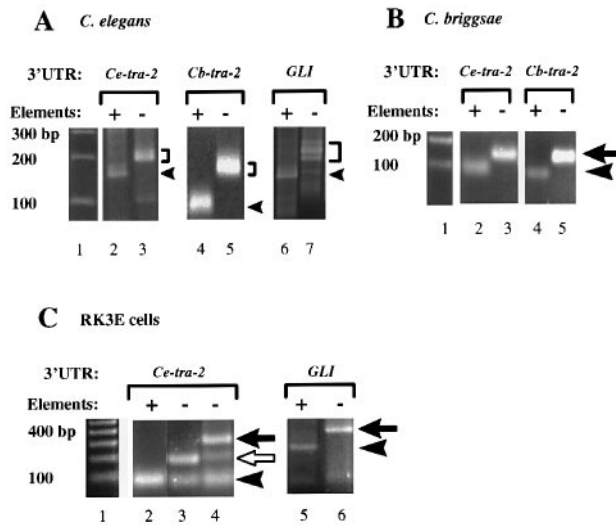 A C. elegans
3'UTR: Ce-tra-2 Cb-tra-2 GLI
Elements: + - + - + -
300 bp
200
100
1 2 3 4 5 6 7
B C. briggsae
3'UTR: Ce-tra-2 Cb-tra-2
Elements: + - + -
200
100
1 2 3 4 5
C RK3E cells
3'UTR: Ce-tra-2 GLI
Elements: + - - + -
400 bp
100
1 2 3 4 5 6